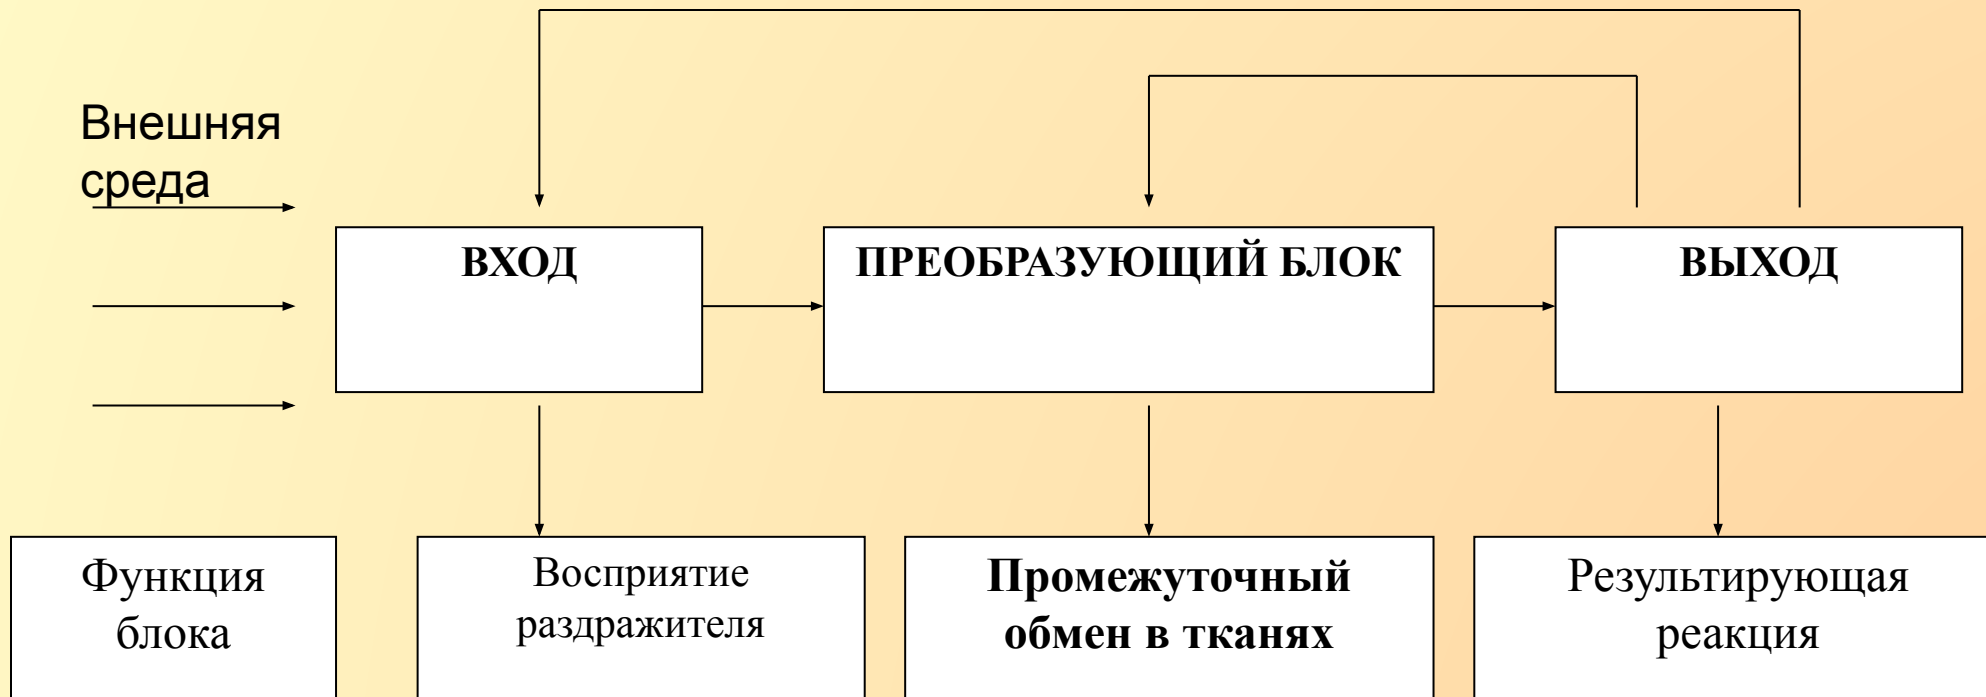 Внешняя
среда
ВХОД
ПРЕОБРАЗУЮЩИЙ БЛОК
ВЫХОД
Функция
блока
Восприятие
раздражителя
Промежуточный
обмен в тканях
Результирующая
реакция